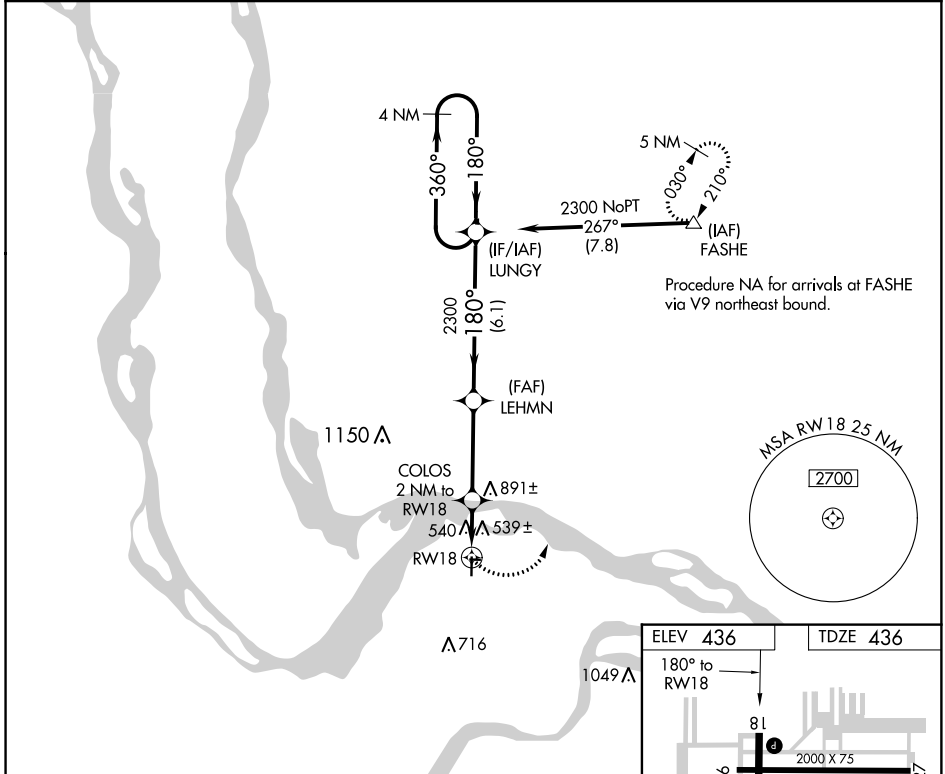 4 NM
360°
180°
5 NM
030°
210°
2300 NoPT
267°
(7.8)
(IAF)
FASHE
(IF/IAF)
LUNGY
Procedure NA for arrivals at FASHE
via V9 northeast bound.
2300
180°
(6.1)
(FAF)
LEHMN
1150
MSA RW18 25 NM
2700
COLOS
2 NM to
RW18
891±
540
539±
RW18
716
1049
ELEV 436
TDZE 436
180° to
RW18
18
P
2000 X 75